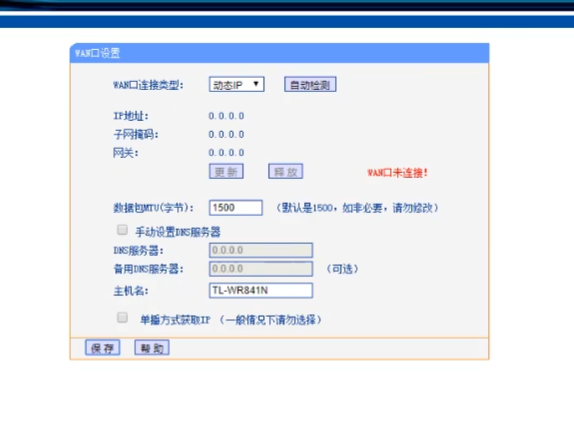 WAN口设置
WAN口连接类型: 动态IP 自动检测
IP地址: 0.0.0.0
子网掩码: 0.0.0.0
网关: 0.0.0.0
更新 释放 WAN口未连接!
数据包MTU(字节): 1500 (默认是1500,如非必要,请勿修改)
手动设置DNS服务器
DNS服务器: 0.0.0.0
备用DNS服务器: 0.0.0.0 (可选)
主机名: TL-WR841N
单播方式获取IP (一般情况下请勿选择)
保存 帮助